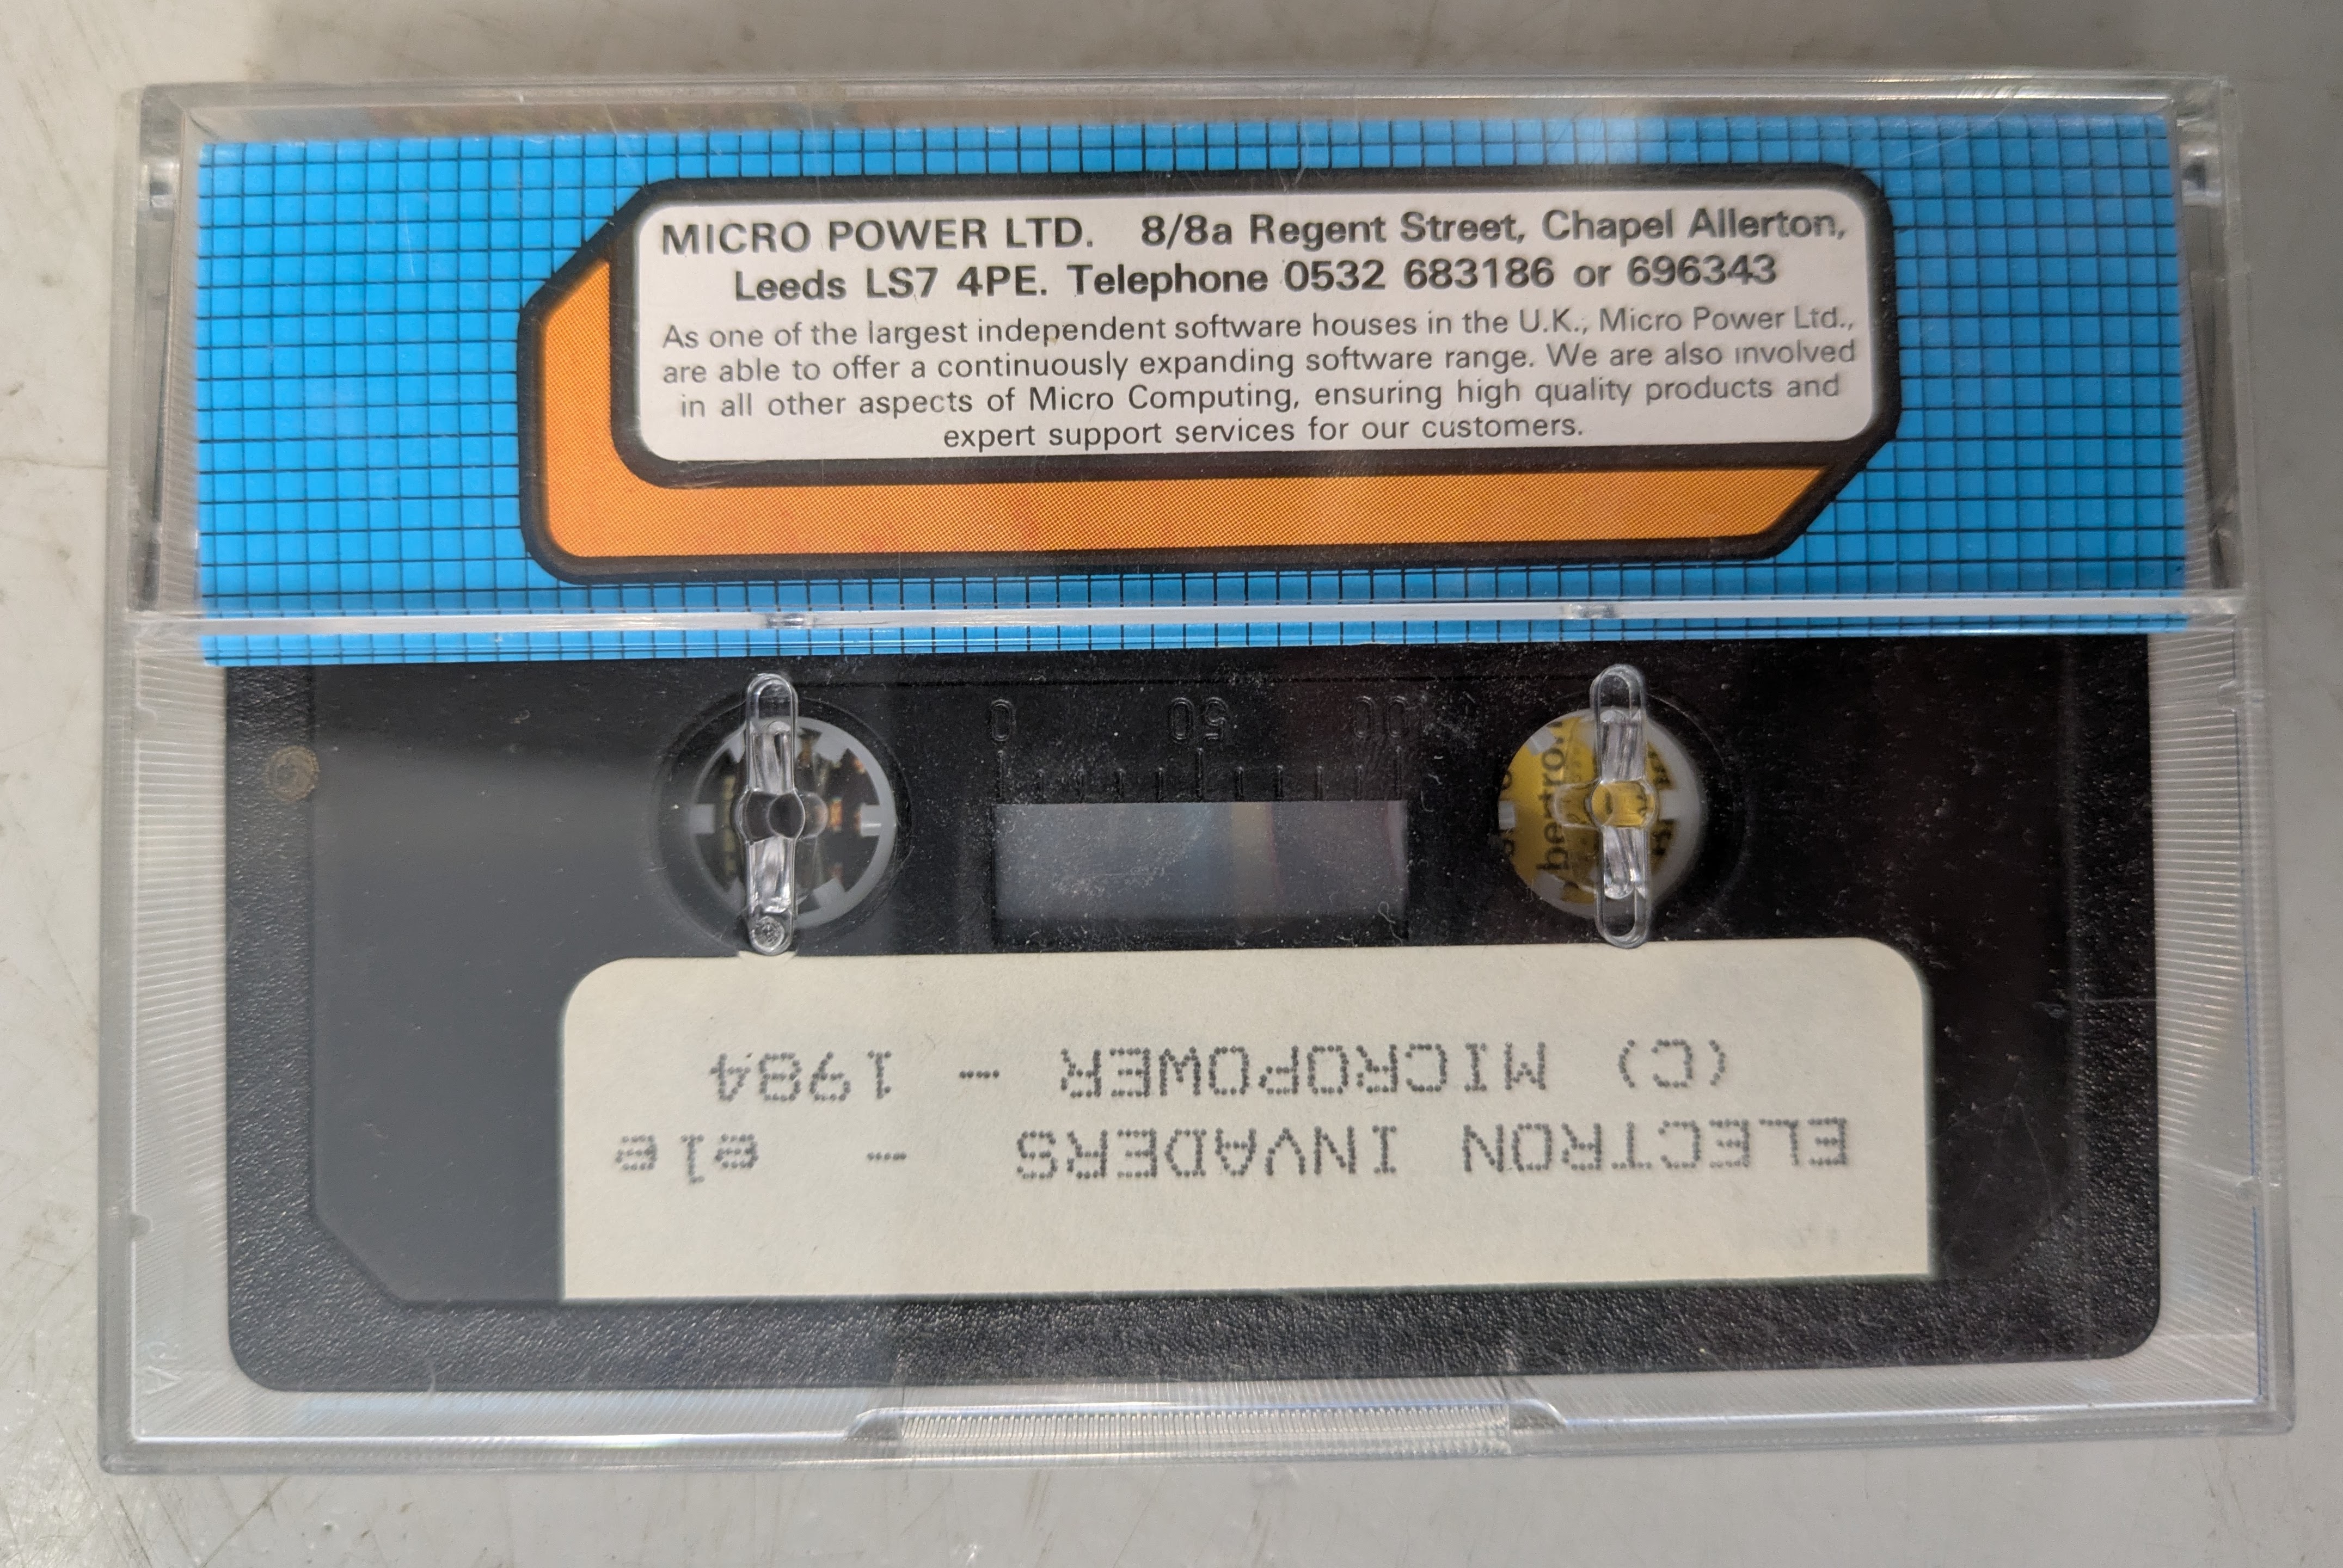 MICRO POWER LTD. 8/8a Regent Street, Chapel Allerton,
Leeds LS7 4PE. Telephone 0532 683186 or 696343
As one of the largest independent software houses in the U.K., Micro Power Ltd.,
are able to offer a continuously expanding software range. We are also involved
in all other aspects of Micro Computing, ensuring high quality products and
expert support services for our customers.
0 50 100
ELECTRON INVADERS - eje
(C) MICROPOWER - 1984